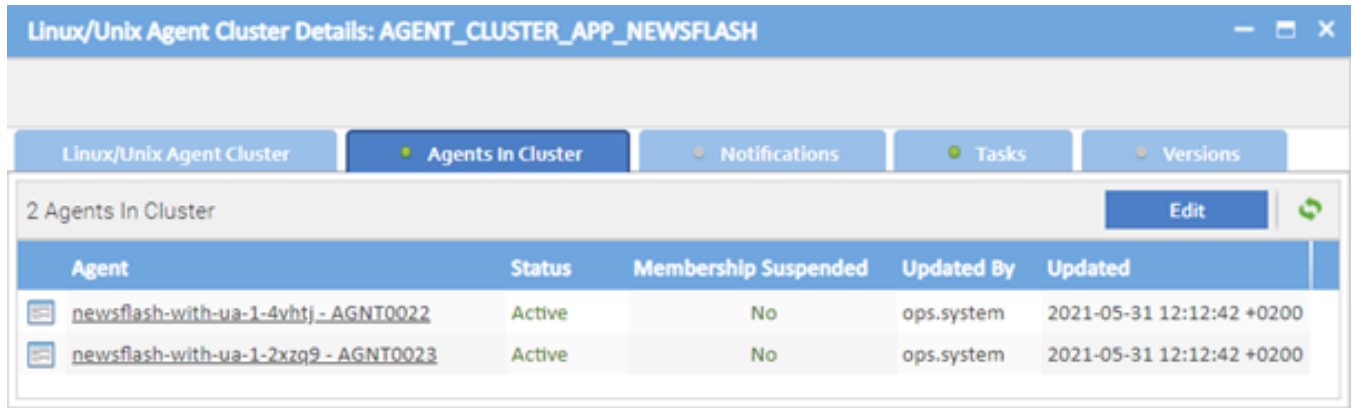 Linux/Unix Agent Cluster Details: AGENT_CLUSTER_APP_NEWSFLASH
Linux/Unix Agent Cluster Agents In Cluster Notifications Tasks Versions
2 Agents In Cluster Edit
Agent Status Membership Suspended Updated By Updated
newsflash-with-ua-1-4vhtj - AGNT0022 Active No ops.system 2021-05-31 12:12:42 +0200
newsflash-with-ua-1-2xzq9 - AGNT0023 Active No ops.system 2021-05-31 12:12:42 +0200